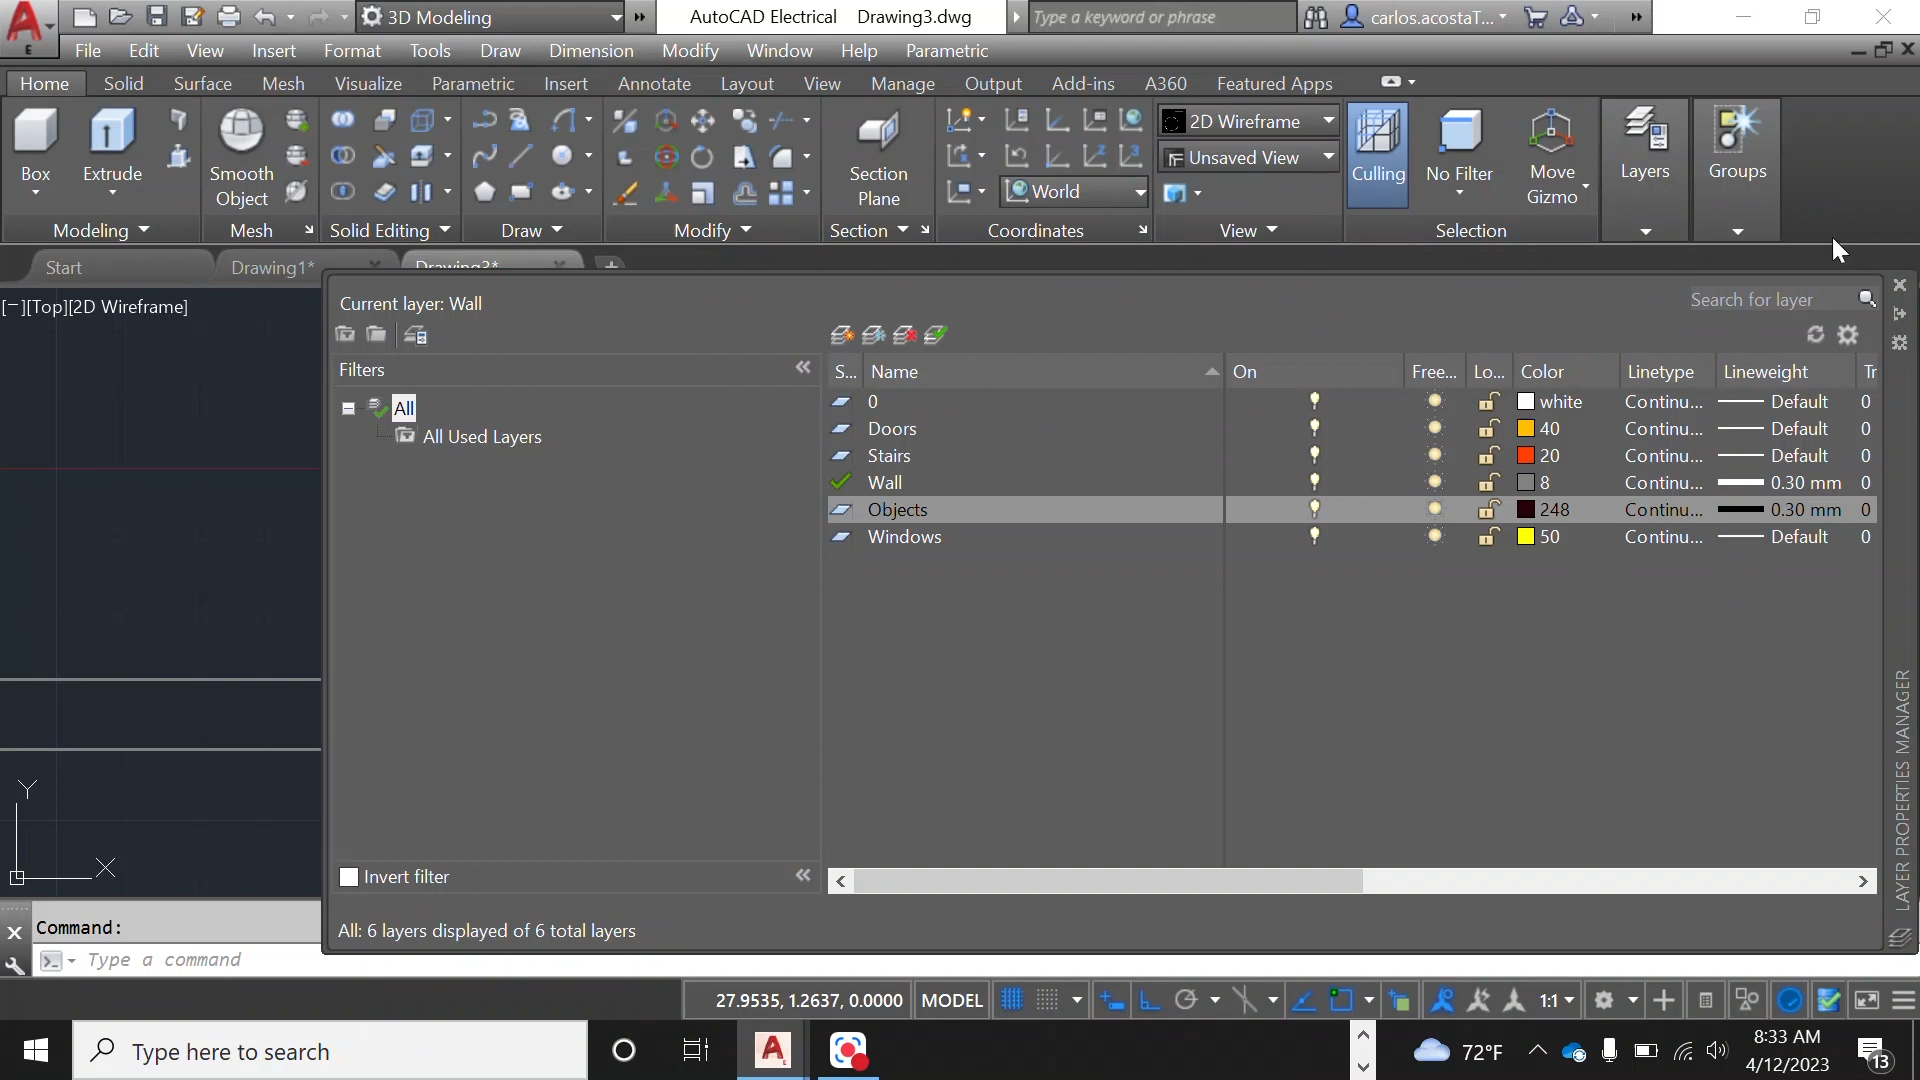 3D Modeling
AutoCAD Electrical Drawing3.dwg
Type a keyword or phrase
carlos.acostaT...
E
File Edit View Insert Format Tools Draw Dimension Modify Window Help Parametric
Home Solid Surface Mesh Visualize Parametric Insert Annotate Layout View Manage Output Add-ins A360 Featured Apps
2D Wireframe
Unsaved View
World
Box Extrude
Smooth Object
Section Plane
Culling No Filter
Move Gizmo
Layers Groups
Modeling Mesh Solid Editing Draw Modify Section Coordinates View Selection
Start Drawing1* Drawing3*
[−][Top][2D Wireframe]
Current layer: Wall
Search for layer
Filters
S... Name On Free... Lo... Color Linetype Lineweight Tr
All
All Used Layers
0 white Continu... Default 0
Doors 40 Continu... Default 0
Stairs 20 Continu... Default 0
Wall 8 Continu... 0.30 mm 0
Objects 248 Continu... 0.30 mm 0
Windows 50 Continu... Default 0
LAYER PROPERTIES MANAGER
Y
X
Invert filter
All: 6 layers displayed of 6 total layers
Command:
Type a command
27.9535, 1.2637, 0.0000 MODEL 1:1
Type here to search
A
E
72°F
8:33 AM
4/12/2023
13